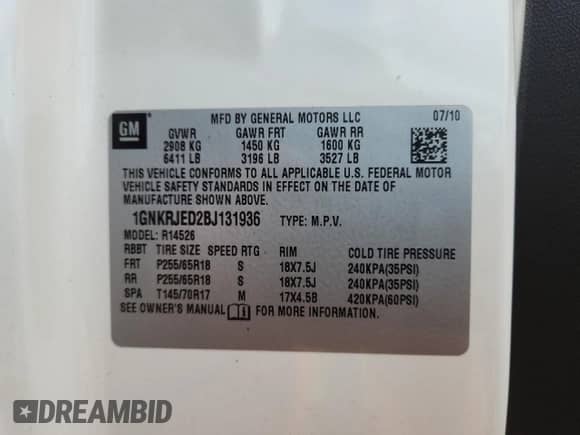 GM
MFD BY GENERAL MOTORS LLC 07/10
GVWR GAWR FRT GAWR RR
2908 KG 1450 KG 1600 KG
6411 LB 3196 LB 3527 LB
THIS VEHICLE CONFORMS TO ALL APPLICABLE U.S. FEDERAL MOTOR
VEHICLE SAFETY STANDARDS IN EFFECT ON THE DATE OF
MANUFACTURE SHOWN ABOVE.
1GNKRJED2BJ131936 TYPE: M.P.V.
MODEL: R14526
RBBT TIRE SIZE SPEED RTG RIM COLD TIRE PRESSURE
FRT P255/65R18 S 18X7.5J 240KPA(35PSI)
RR P255/65R18 S 18X7.5J 240KPA(35PSI)
SPA T145/70R17 M 17X4.5B 420KPA(60PSI)
SEE OWNER'S MANUAL FOR MORE INFORMATION
DREAMBID